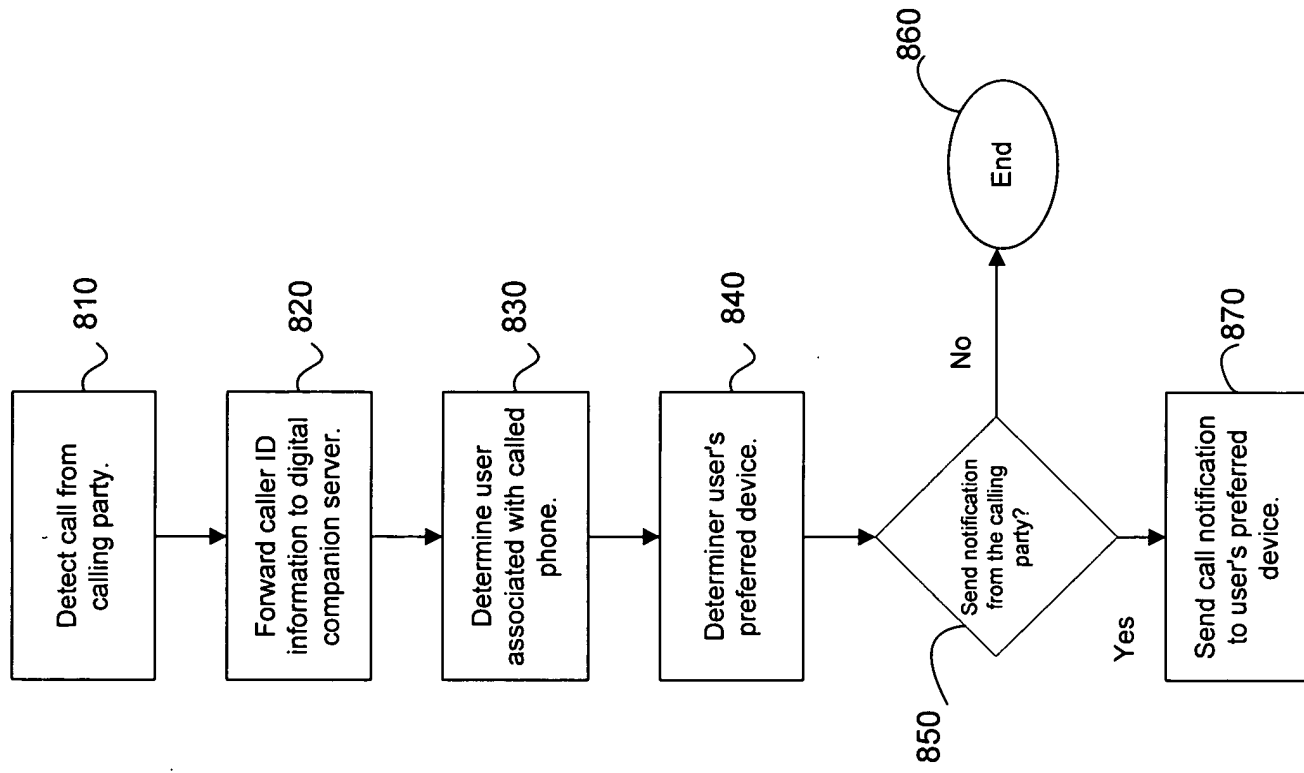 810
Detect call from
calling party.
820
Forward caller ID
information to digital
companion server.
830
Determine user
associated with called
phone.
840
Determiner user's
preferred device.
850
Send notification
from the calling
party?
No
860
End
Yes
870
Send call notification
to user's preferred
device.